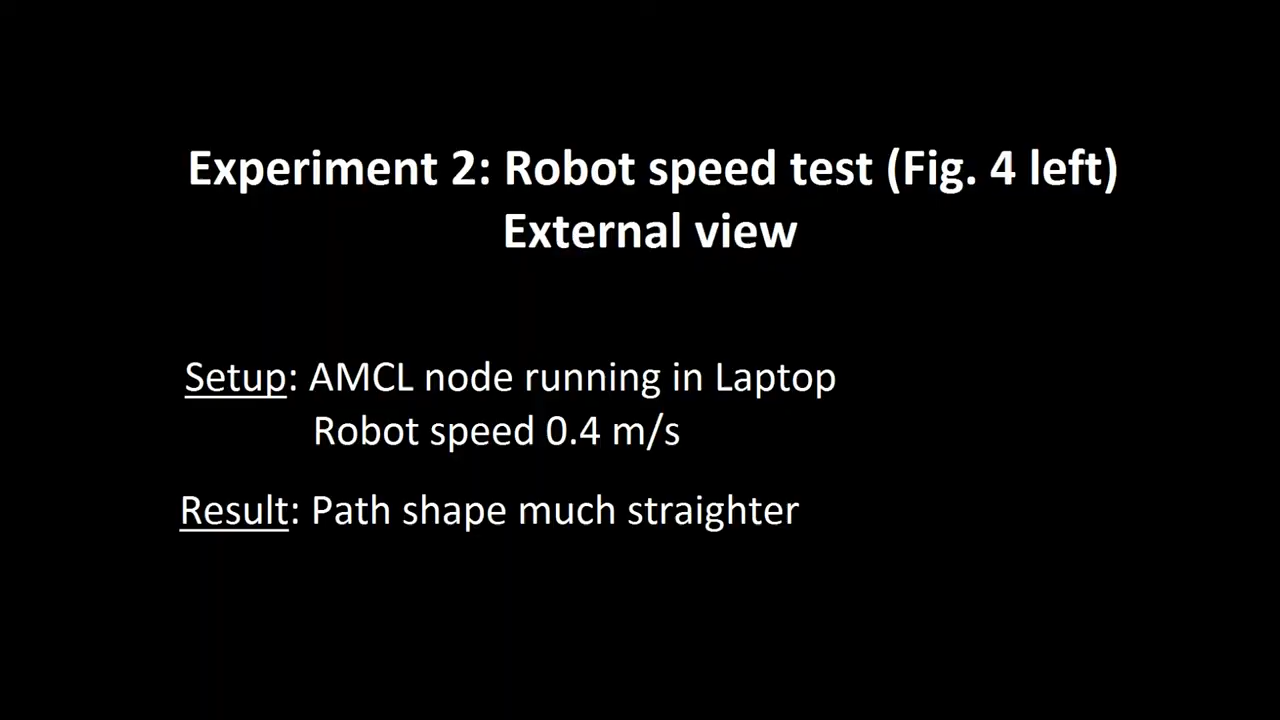 Experiment 2: Robot speed test (Fig. 4 left)
External view
Setup: AMCL node running in Laptop
Robot speed 0.4 m/s
Result: Path shape much straighter